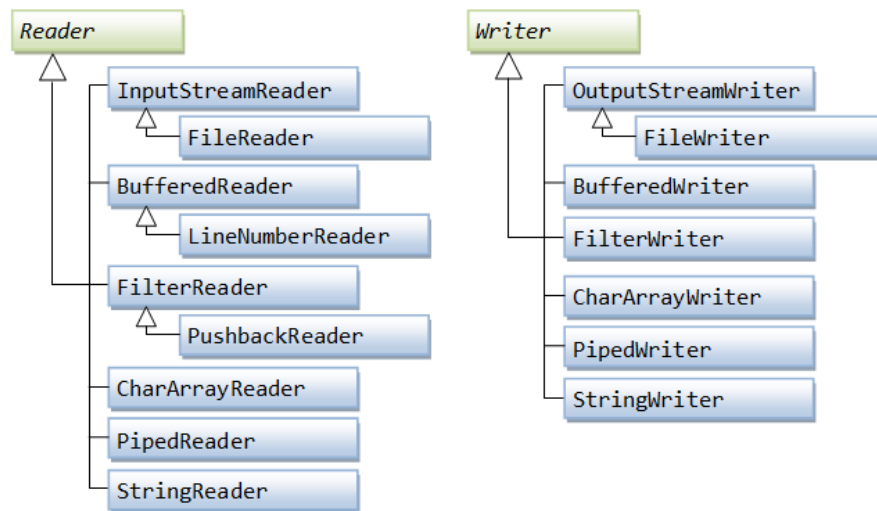 Reader
InputStreamReader
FileReader
BufferedReader
LineNumberReader
FilterReader
PushbackReader
CharArrayReader
PipedReader
StringReader
Writer
OutputStreamWriter
FileWriter
BufferedWriter
FilterWriter
CharArrayWriter
PipedWriter
StringWriter